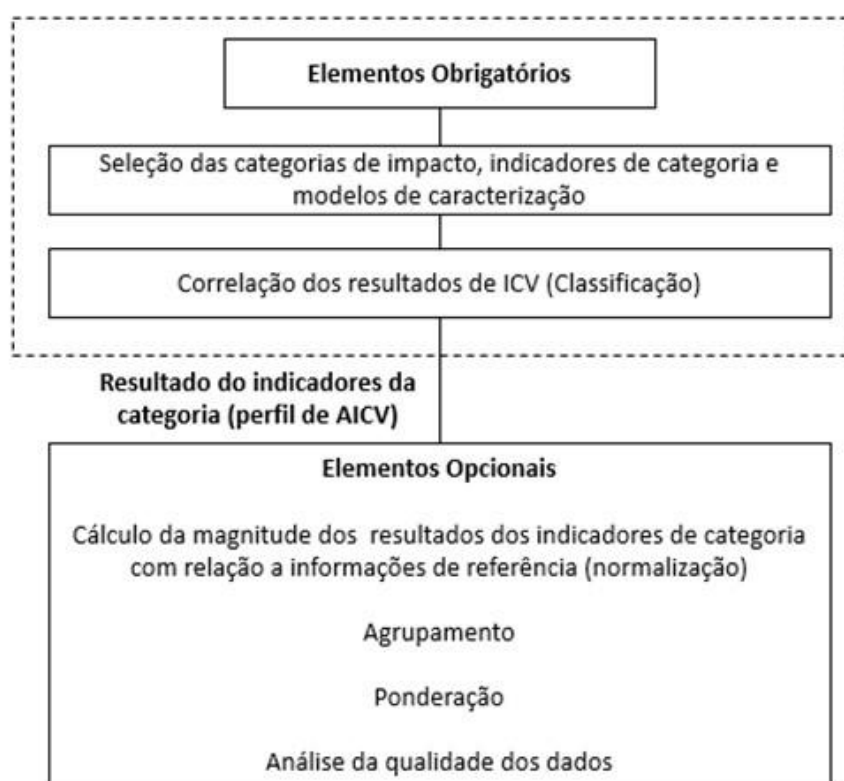 Elementos Obrigatórios
Seleção das categorias de impacto, indicadores de categoria e
modelos de caracterização
Correlação dos resultados de ICV (Classificação)
Resultado do indicadores da
categoria (perfil de AICV)
Elementos Opcionais
Cálculo da magnitude dos resultados dos indicadores de categoria
com relação a informações de referência (normalização)
Agrupamento
Ponderação
Análise da qualidade dos dados